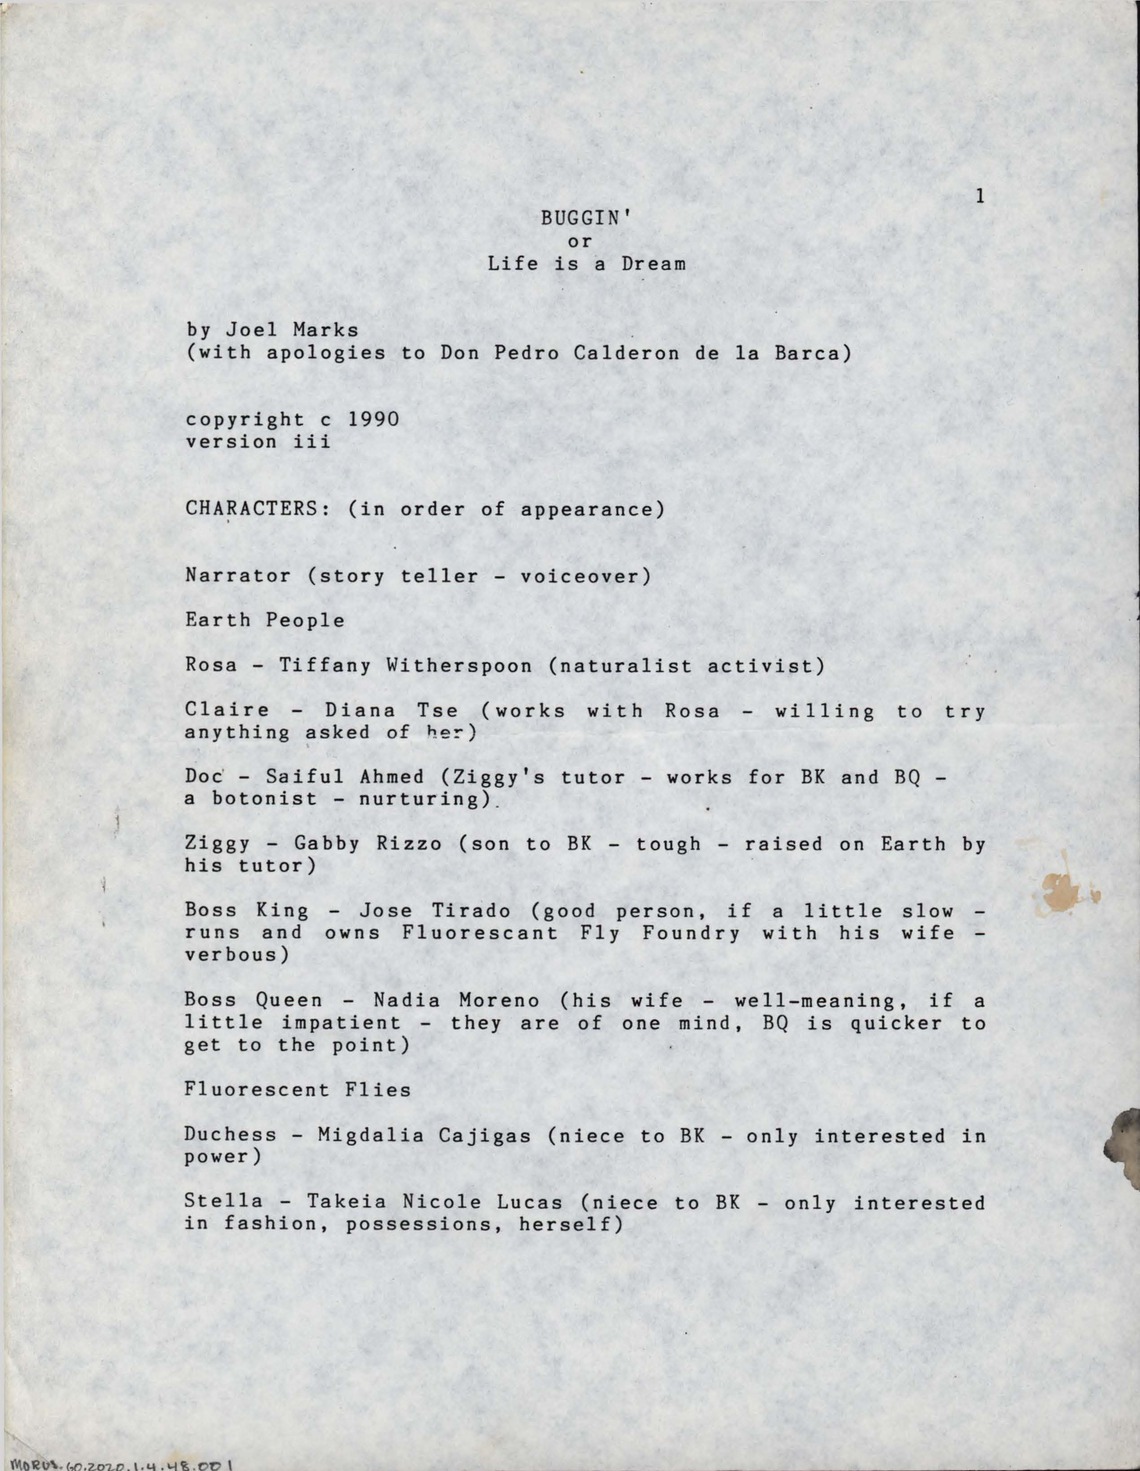 1
BUGGIN'
or
Life is a Dream
by Joel Marks
(with apologies to Don Pedro Calderon de la Barca)
copyright c 1990
version iii
CHARACTERS: (in order of appearance)
Narrator (story teller - voiceover)
Earth People
Rosa - Tiffany Witherspoon (naturalist activist)
Claire - Diana Tse (works with Rosa - willing to try
anything asked of her)
Doc - Saiful Ahmed (Ziggy's tutor - works for BK and BQ -
a botonist - nurturing).
Ziggy - Gabby Rizzo (son to BK - tough - raised on Earth by
his tutor)
Boss King - Jose Tirado (good person, if a little slow -
runs and owns Fluorescant Fly Foundry with his wife -
verbous)
Boss Queen - Nadia Moreno (his wife - well-meaning, if a
little impatient - they are of one mind, BQ is quicker to
get to the point)
Fluorescent Flies
Duchess - Migdalia Cajigas (niece to BK - only interested in
power)
Stella - Takeia Nicole Lucas (niece to BK - only interested
in fashion, possessions, herself)
MORUS.GO.2020.1.4.48.001